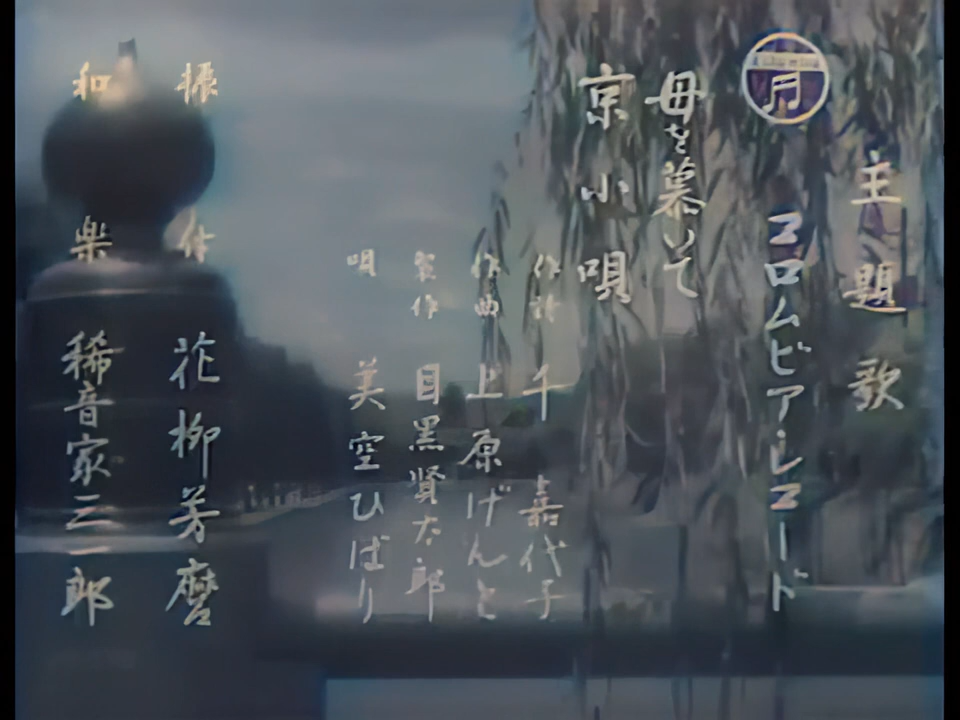 主題歌
コロムビア・レコード
母を慕いて
京小唄
作詩 千嘉代子
作曲 上原げんと
製作 目黒賢太郎
唄 美空ひばり
振付 花柳芳麿
和楽 稀音家三一郎